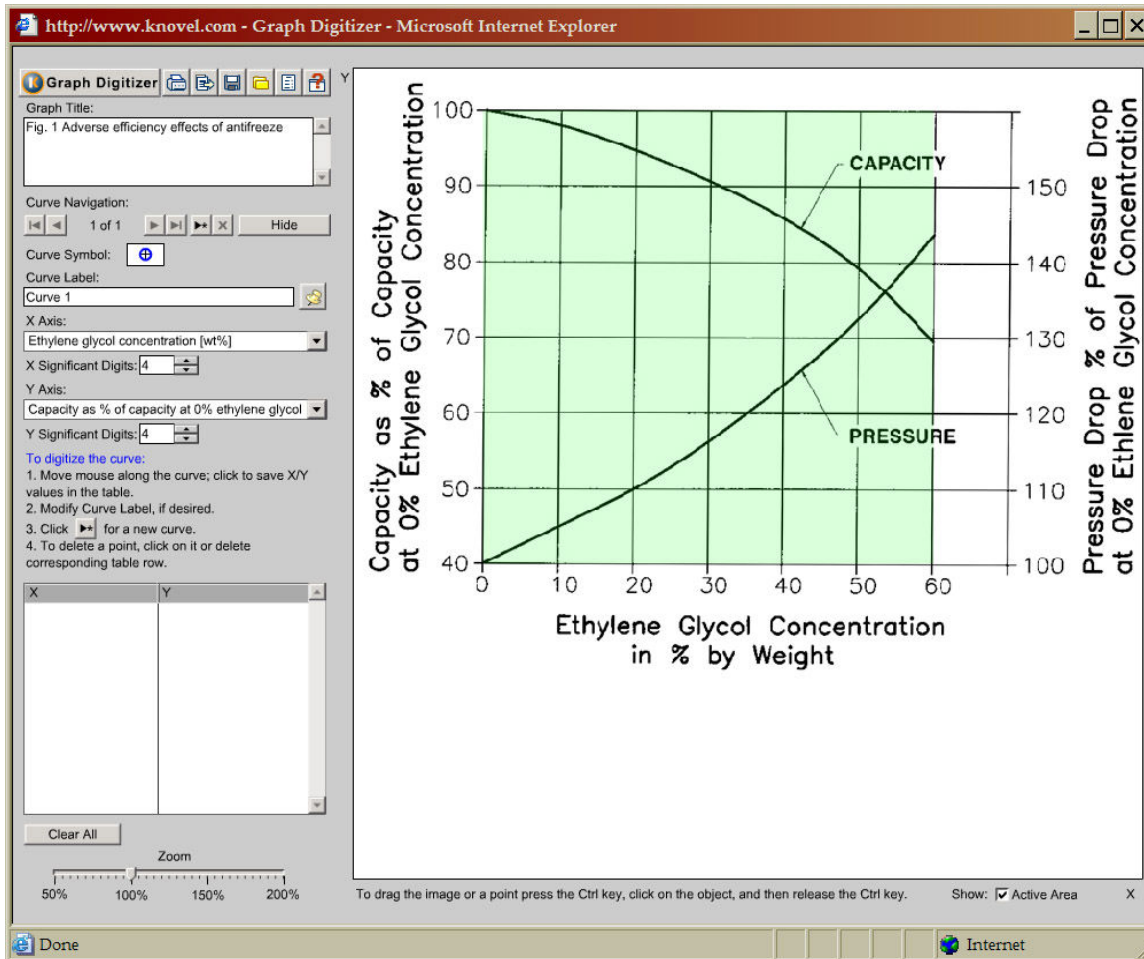 http://www.knovel.com - Graph Digitizer - Microsoft Internet Explorer
Graph Digitizer
Graph Title:
Fig. 1 Adverse efficiency effects of antifreeze
Curve Navigation:
1 of 1
Hide
Curve Symbol:
Curve Label:
Curve 1
X Axis:
Ethylene glycol concentration [wt%]
X Significant Digits: 4
Y Axis:
Capacity as % of capacity at 0% ethylene glycol
Y Significant Digits: 4
To digitize the curve:
1. Move mouse along the curve; click to save X/Y
values in the table.
2. Modify Curve Label, if desired.
3. Click for a new curve.
4. To delete a point, click on it or delete
corresponding table row.
X Y
Clear All
Zoom
50% 100% 150% 200%
Y
Capacity as % of Capacity
at 0% Ethylene Glycol Concentration
100
90
80
70
60
50
40
CAPACITY
PRESSURE
150
140
130
120
110
100
Pressure Drop % of Pressure Drop
at 0% Ehlene Glycol Concentration
0 10 20 30 40 50 60
Ethylene Glycol Concentration
in % by Weight
To drag the image or a point press the Ctrl key, click on the object, and then release the Ctrl key.
Show: Active Area
X
Done
Internet